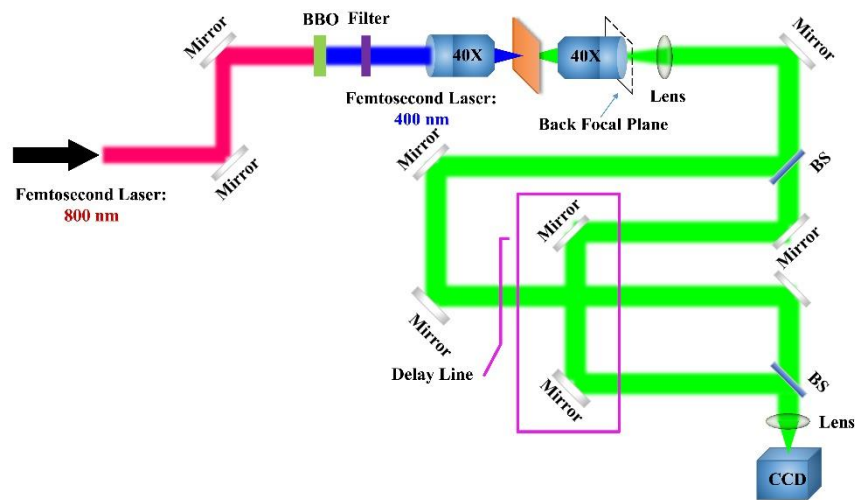 BBO Filter
Mirror
Mirror
40X
40X
Lens
Femtosecond Laser:
400 nm
Back Focal Plane
Mirror
Mirror
BS
Femtosecond Laser:
800 nm
Mirror
Mirror
Mirror
Mirror
Delay Line
Mirror
BS
Mirror
Lens
CCD